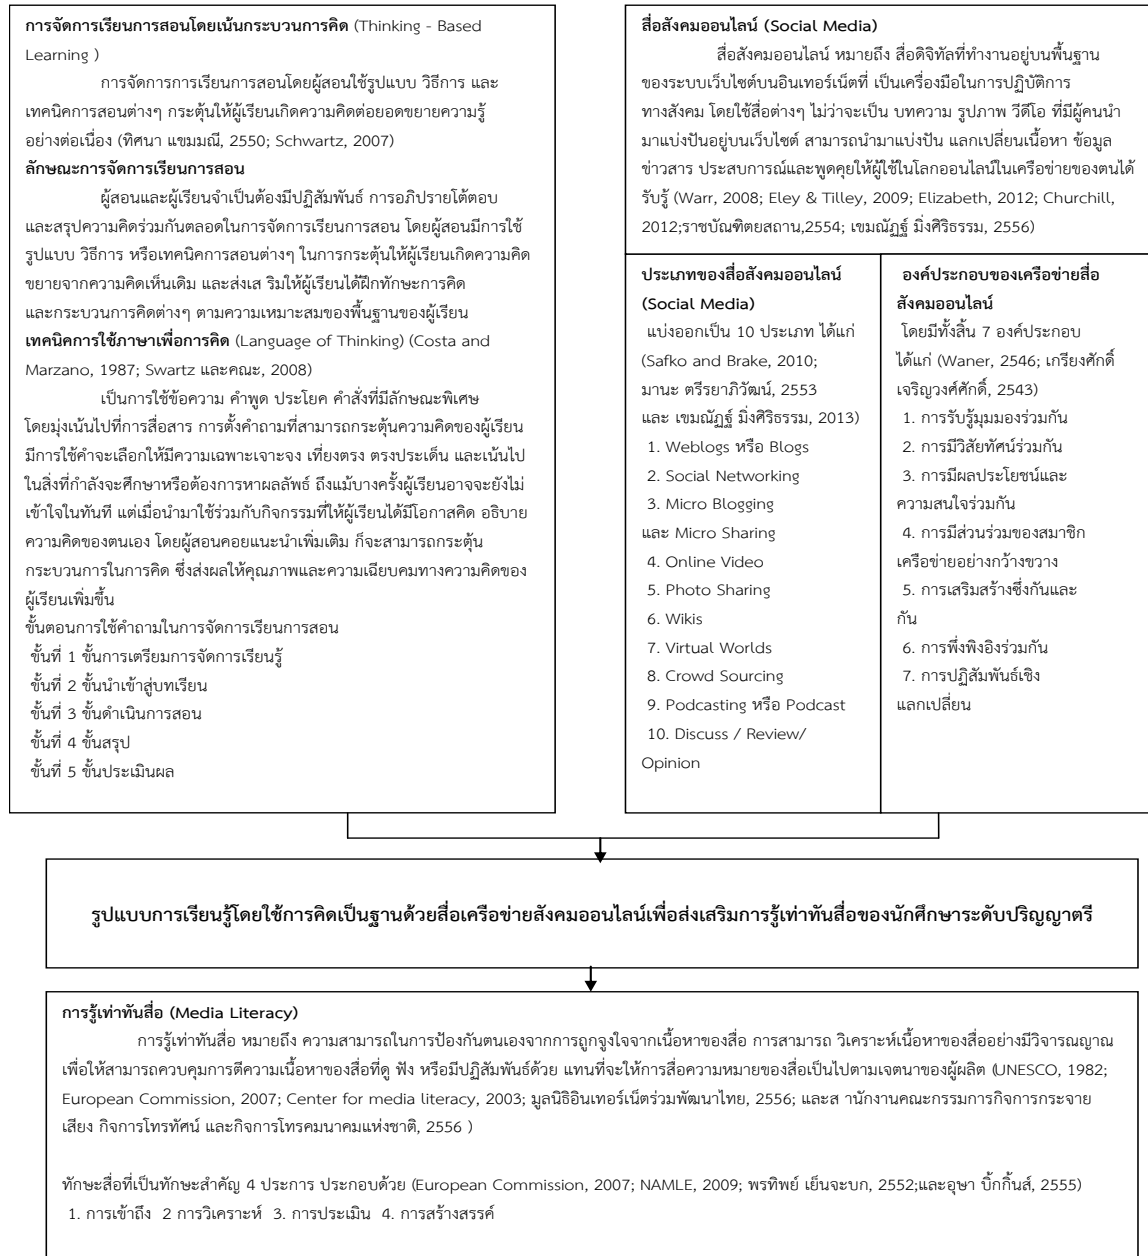 การจัดการเรียนการสอนโดยเน้นกระบวนการคิด (Thinking - Based
Learning )
การจัดการการเรียนการสอนโดยผู้สอนใช้รูปแบบ วิธีการ และ
เทคนิคการสอนต่างๆ กระตุ้นให้ผู้เรียนเกิดความคิดต่อยอดขยายความรู้
อย่างต่อเนื่อง (ทิศนา แขมมณี, 2550; Schwartz, 2007)
ลักษณะการจัดการเรียนการสอน
ผู้สอนและผู้เรียนจำเป็นต้องมีปฏิสัมพันธ์ การอภิปรายโต้ตอบ
และสรุปความคิดร่วมกันตลอดในการจัดการเรียนการสอน โดยผู้สอนมีการใช้
รูปแบบ วิธีการ หรือเทคนิคการสอนต่างๆ ในการกระตุ้นให้ผู้เรียนเกิดความคิด
ขยายจากความคิดเห็นเดิม และส่งเส ริมให้ผู้เรียนได้ฝึกทักษะการคิด
และกระบวนการคิดต่างๆ ตามความเหมาะสมของพื้นฐานของผู้เรียน
เทคนิคการใช้ภาษาเพื่อการคิด (Language of Thinking) (Costa and
Marzano, 1987; Swartz และคณะ, 2008)
เป็นการใช้ข้อความ คำพูด ประโยค คำสั่งที่มีลักษณะพิเศษ
โดยมุ่งเน้นไปที่การสื่อสาร การตั้งคำถามที่สามารถกระตุ้นความคิดของผู้เรียน
มีการใช้คำจะเลือกให้มีความเฉพาะเจาะจง เที่ยงตรง ตรงประเด็น และเน้นไป
ในสิ่งที่กำลังจะศึกษาหรือต้องการหาผลลัพธ์ ถึงแม้บางครั้งผู้เรียนอาจจะยังไม่
เข้าใจในทันที แต่เมื่อนำมาใช้ร่วมกับกิจกรรมที่ให้ผู้เรียนได้มีโอกาสคิด อธิบาย
ความคิดของตนเอง โดยผู้สอนคอยแนะนำเพิ่มเติม ก็จะสามารถกระตุ้น
กระบวนการในการคิด ซึ่งส่งผลให้คุณภาพและความเฉียบคมทางความคิดของ
ผู้เรียนเพิ่มขึ้น
ขั้นตอนการใช้คำถามในการจัดการเรียนการสอน
ขั้นที่ 1 ขั้นการเตรียมการจัดการเรียนรู้
ขั้นที่ 2 ขั้นนำเข้าสู่บทเรียน
ขั้นที่ 3 ขั้นดำเนินการสอน
ขั้นที่ 4 ขั้นสรุป
ขั้นที่ 5 ขั้นประเมินผล
สื่อสังคมออนไลน์ (Social Media)
สื่อสังคมออนไลน์ หมายถึง สื่อดิจิทัลที่ทำงานอยู่บนพื้นฐาน
ของระบบเว็บไซต์บนอินเทอร์เน็ตที่ เป็นเครื่องมือในการปฏิบัติการ
ทางสังคม โดยใช้สื่อต่างๆ ไม่ว่าจะเป็น บทความ รูปภาพ วีดีโอ ที่มีผู้คนนำ
มาแบ่งปันอยู่บนเว็บไซต์ สามารถนำมาแบ่งปัน แลกเปลี่ยนเนื้อหา ข้อมูล
ข่าวสาร ประสบการณ์และพูดคุยให้ผู้ใช้ในโลกออนไลน์ในเครือข่ายของตนได้
รับรู้ (Warr, 2008; Eley & Tilley, 2009; Elizabeth, 2012; Churchill,
2012;ราชบัณฑิตยสถาน,2554; เขมณัฏฐ์ มิ่งศิริธรรม, 2556)
ประเภทของสื่อสังคมออนไลน์
(Social Media)
แบ่งออกเป็น 10 ประเภท ได้แก่
(Safko and Brake, 2010;
มานะ ตรีรยาภิวัฒน์, 2553
และ เขมณัฏฐ์ มิ่งศิริธรรม, 2013)
1. Weblogs หรือ Blogs
2. Social Networking
3. Micro Blogging
และ Micro Sharing
4. Online Video
5. Photo Sharing
6. Wikis
7. Virtual Worlds
8. Crowd Sourcing
9. Podcasting หรือ Podcast
10. Discuss / Review/
Opinion
องค์ประกอบของเครือข่ายสื่อ
สังคมออนไลน์
โดยมีทั้งสิ้น 7 องค์ประกอบ
ได้แก่ (Waner, 2546; เกรียงศักดิ์
เจริญวงศ์ศักดิ์, 2543)
1. การรับรู้มุมมองร่วมกัน
2. การมีวิสัยทัศน์ร่วมกัน
3. การมีผลประโยชน์และ
ความสนใจร่วมกัน
4. การมีส่วนร่วมของสมาชิก
เครือข่ายอย่างกว้างขวาง
5. การเสริมสร้างซึ่งกันและ
กัน
6. การพึ่งพิงอิงร่วมกัน
7. การปฏิสัมพันธ์เชิง
แลกเปลี่ยน
รูปแบบการเรียนรู้โดยใช้การคิดเป็นฐานด้วยสื่อเครือข่ายสังคมออนไลน์เพื่อส่งเสริมการรู้เท่าทันสื่อของนักศึกษาระดับปริญญาตรี
การรู้เท่าทันสื่อ (Media Literacy)
การรู้เท่าทันสื่อ หมายถึง ความสามารถในการป้องกันตนเองจากการถูกจูงใจจากเนื้อหาของสื่อ การสามารถ วิเคราะห์เนื้อหาของสื่ออย่างมีวิจารณญาณ
เพื่อให้สามารถควบคุมการตีความเนื้อหาของสื่อที่ดู ฟัง หรือมีปฏิสัมพันธ์ด้วย แทนที่จะให้การสื่อความหมายของสื่อเป็นไปตามเจตนาของผู้ผลิต (UNESCO, 1982;
European Commission, 2007; Center for media literacy, 2003; มูลนิธิอินเทอร์เน็ตร่วมพัฒนาไทย, 2556; และส านักงานคณะกรรมการกิจการกระจาย
เสียง กิจการโทรทัศน์ และกิจการโทรคมนาคมแห่งชาติ, 2556 )
ทักษะสื่อที่เป็นทักษะสำคัญ 4 ประการ ประกอบด้วย (European Commission, 2007; NAMLE, 2009; พรทิพย์ เย็นจะบก, 2552;และอุษา บิ้กกิ้นส์, 2555)
1. การเข้าถึง 2 การวิเคราะห์ 3. การประเมิน 4. การสร้างสรรค์